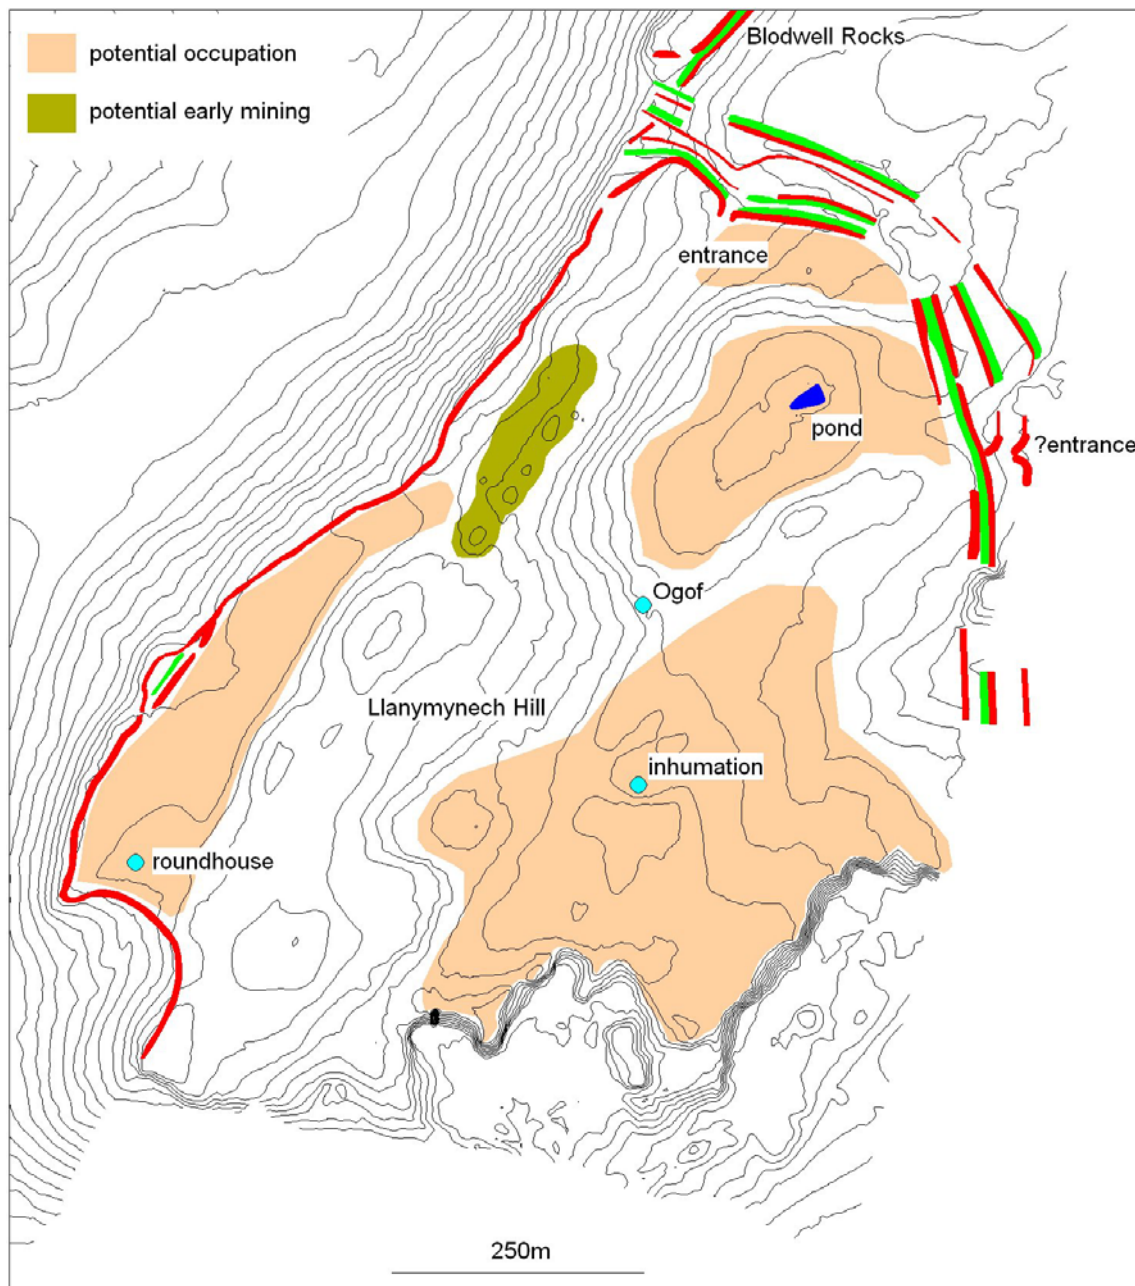 Blodwell Rocks
potential occupation
potential early mining
entrance
pond
?entrance
Ogof
Llanymynech Hill
inhumation
roundhouse
250m